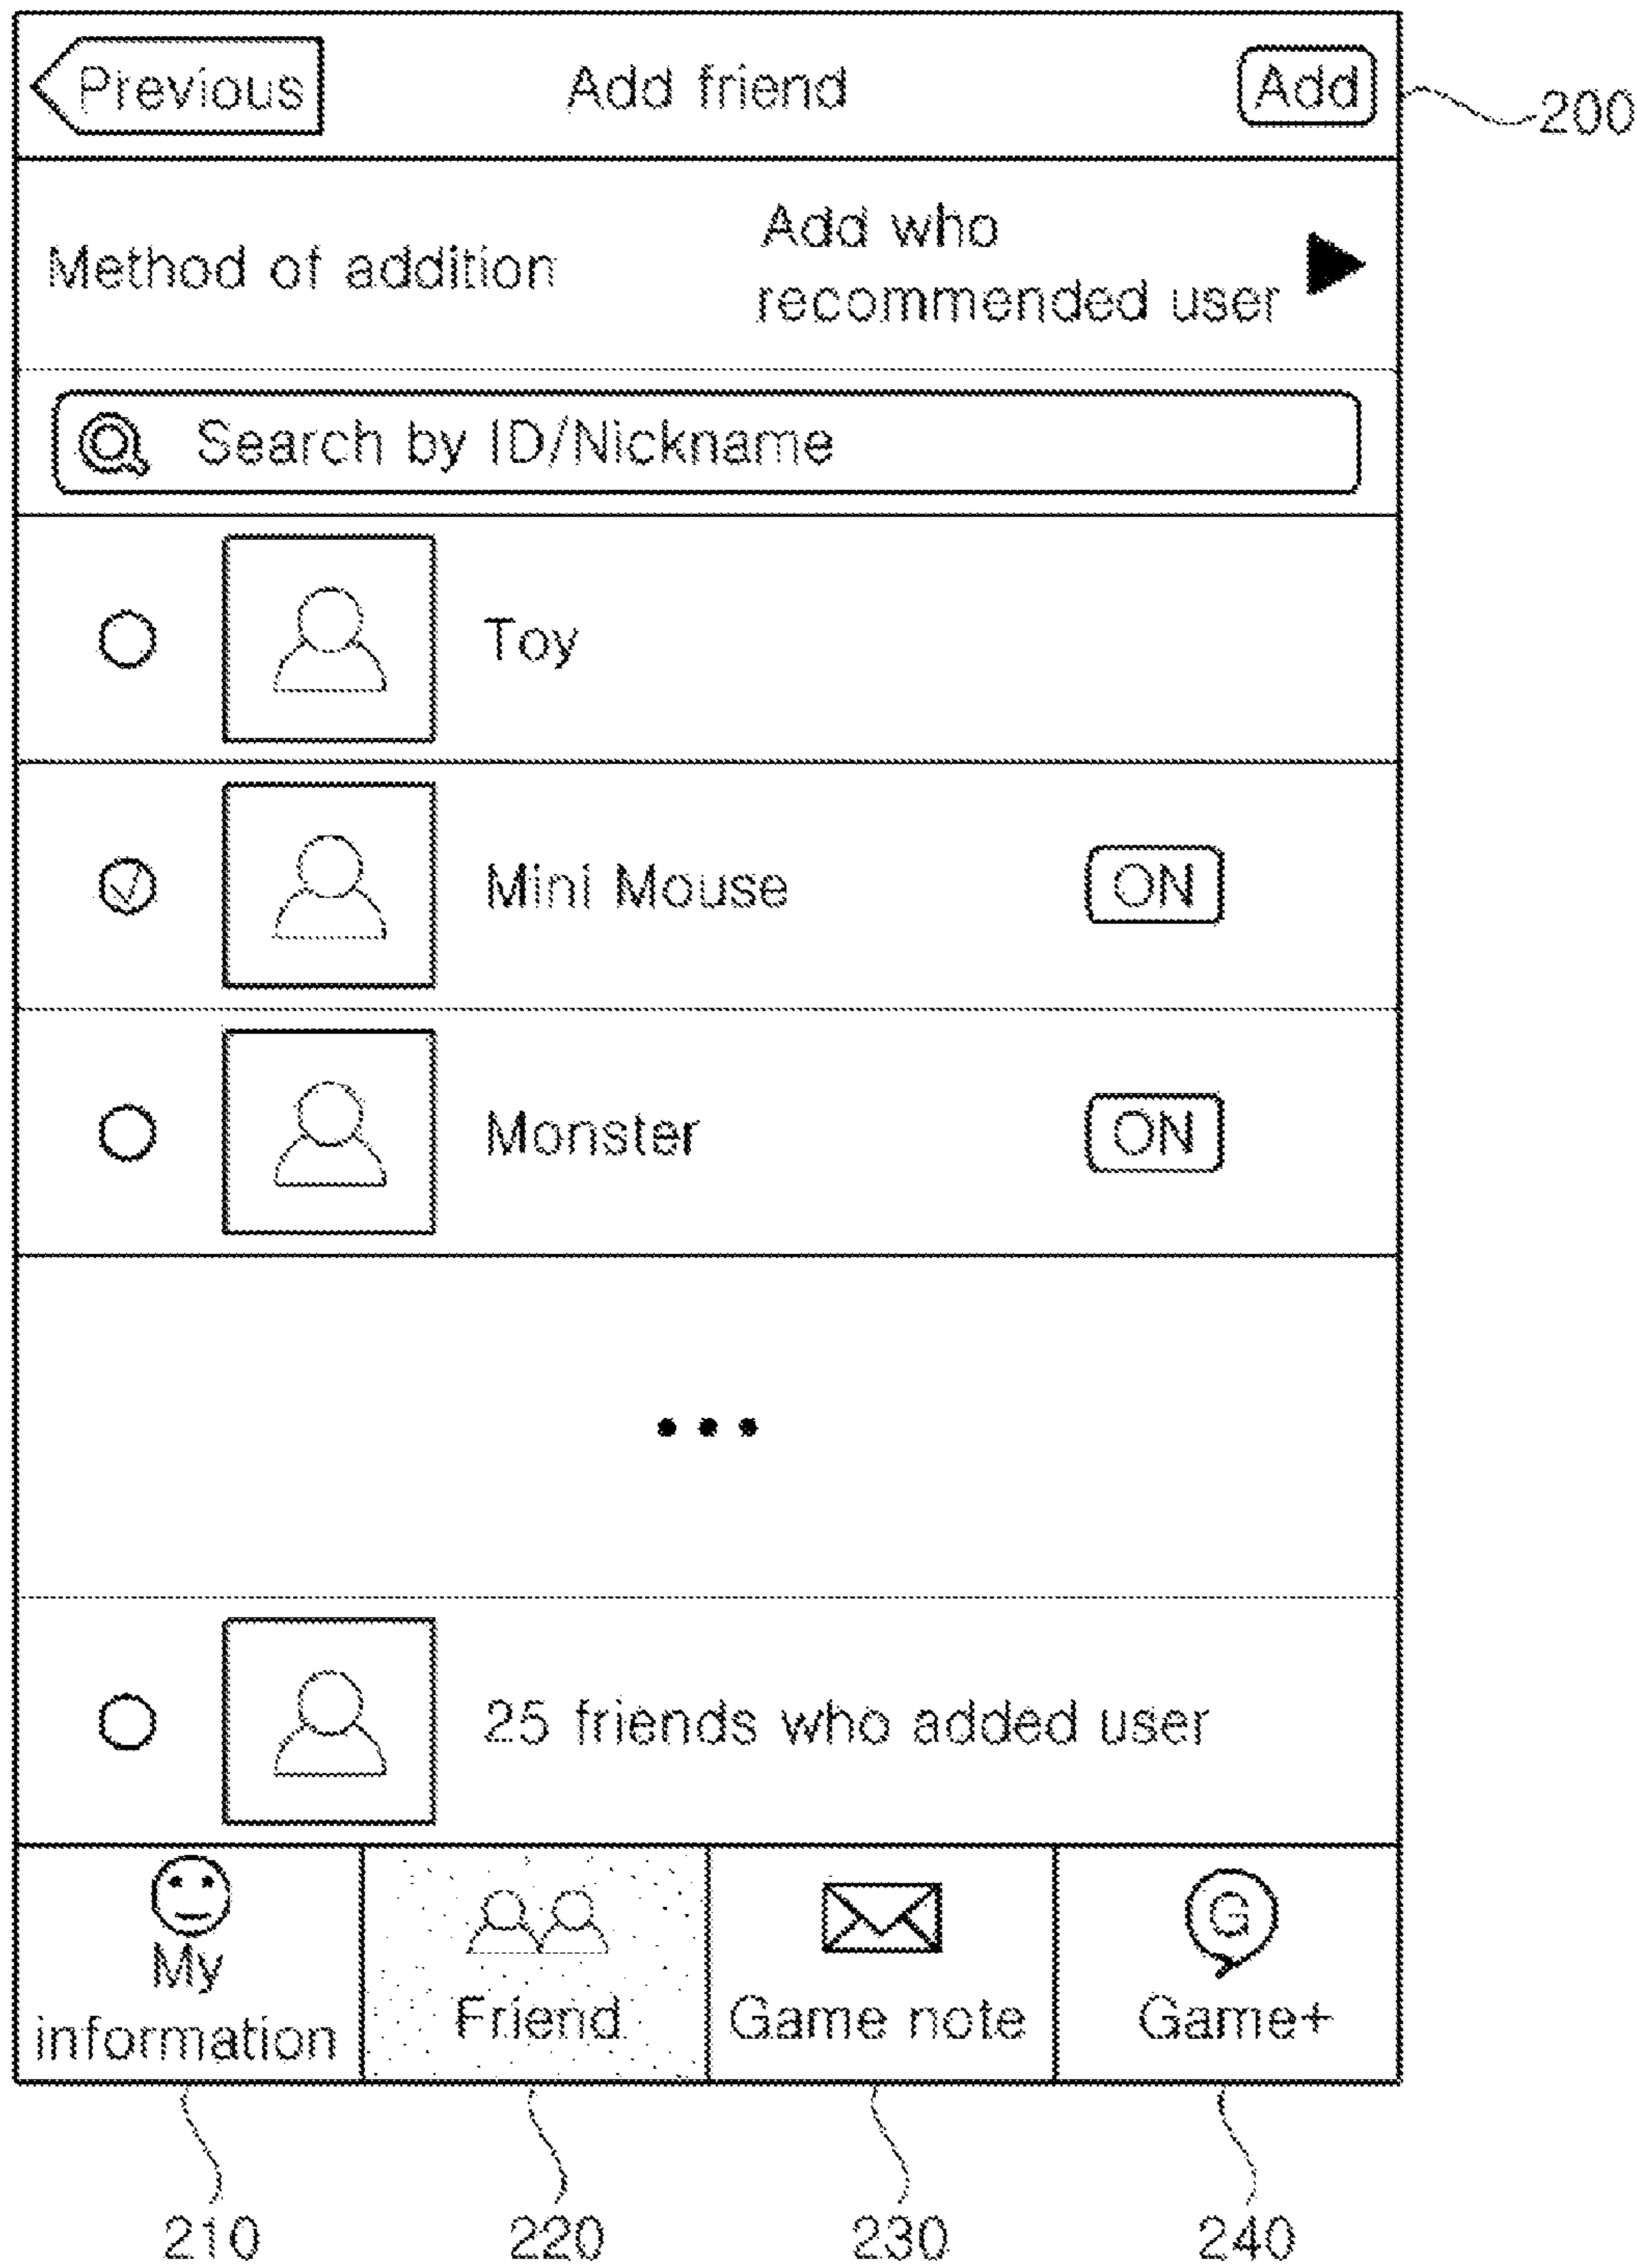 Previous
Add friend
Add
200
Method of addition
Add who
recommended user
Search by ID/Nickname
Toy
Mini Mouse
ON
Monster
ON
25 friends who added user
My
information
Friend
Game note
G
Game+
210
220
230
240